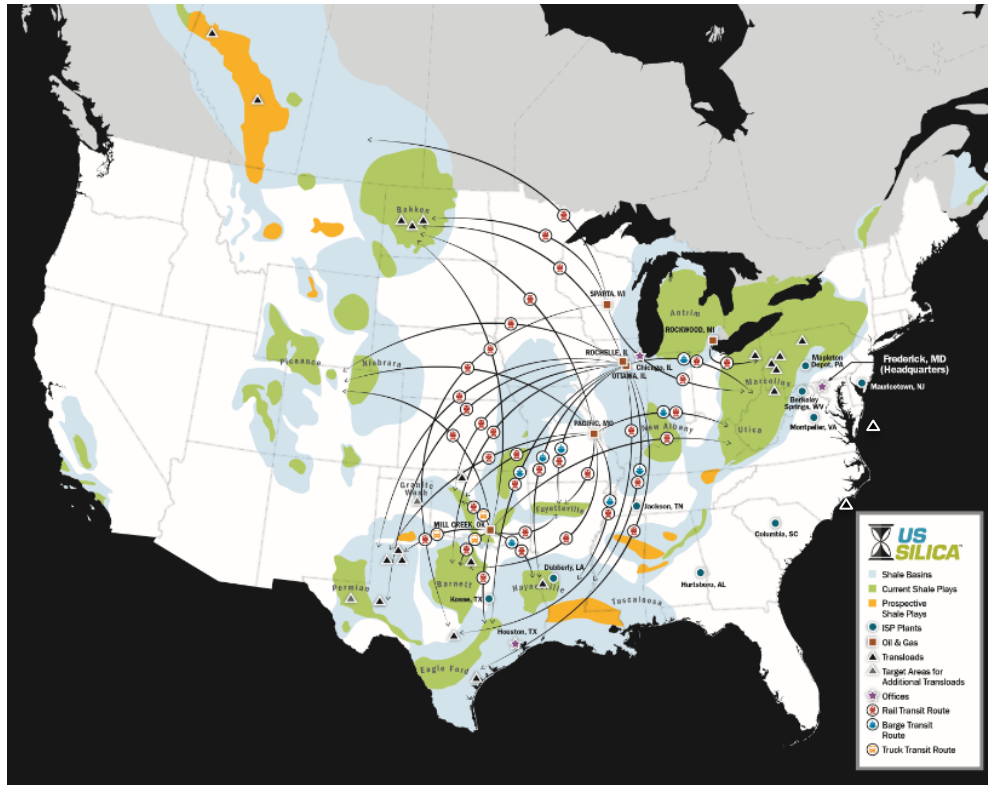 Bakken
SPARTA, WI
Antrim
ROCKWOOD, MI
ROCHELLE, IL
Chicago, IL
OTTAWA, IL
Piceance
Niobrara
Mapleton
Depot, PA
Frederick, MD
(Headquarters)
Marcellus
Mauricetown, NJ
Berkeley
Springs, WV
Montpelier, VA
PACIFIC, MO
New Albany
Utica
Granite
Wash
Fayetteville
Jackson, TN
MILL CREEK, OK
Columbia, SC
Dubberly, LA
Hurtsboro, AL
Permian
Barnett
Haynesville
Kosse, TX
Tuscaloosa
Houston, TX
Eagle Ford
US
SILICA™
Shale Basins
Current Shale Plays
Prospective
Shale Plays
ISP Plants
Oil & Gas
Transloads
Target Areas for
Additional Transloads
Offices
Rail Transit Route
Barge Transit
Route
Truck Transit Route